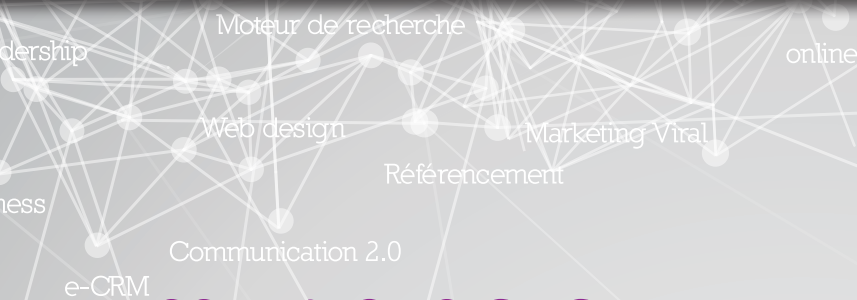 Moteur de recherche
dership
online
Web design
Marketing Viral
Référencement
ness
Communication 2.0
e-CRM